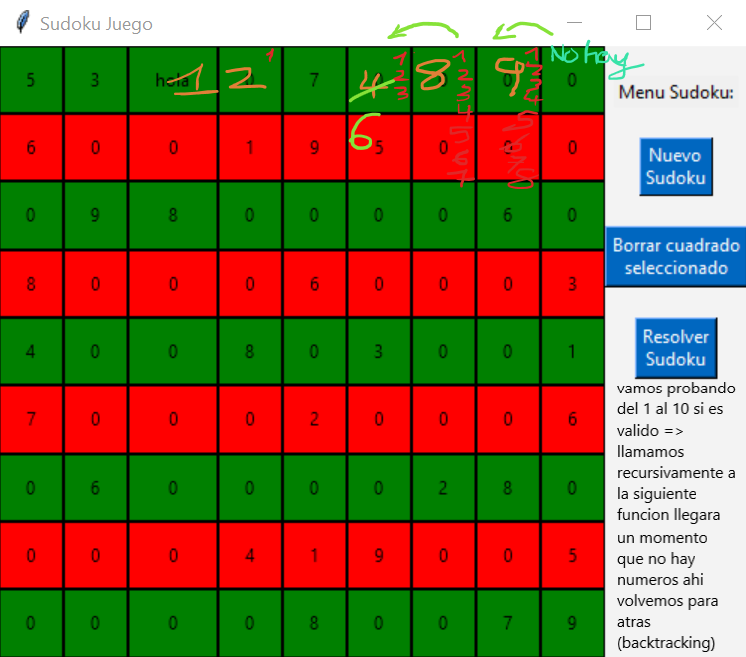 Sudoku Juego
No hay
5 3 hola 1 2 7 4 8 9 0
1
1
2
3
1
2
3
4
5
6
7
1
2
3
4
5
6
7
8
6
6 0 0 1 9 5 0 0 0
0 9 8 0 0 0 0 6 0
8 0 0 0 6 0 0 0 3
4 0 0 8 0 3 0 0 1
7 0 0 0 2 0 0 0 6
0 6 0 0 0 0 2 8 0
0 0 0 4 1 9 0 0 5
0 0 0 0 8 0 0 7 9
Menu Sudoku:
Nuevo
Sudoku
Borrar cuadrado
seleccionado
Resolver
Sudoku
vamos probando
del 1 al 10 si es
valido =>
llamamos
recursivamente a
la siguiente
funcion llegara
un momento
que no hay
numeros ahi
volvemos para
atras
(backtracking)